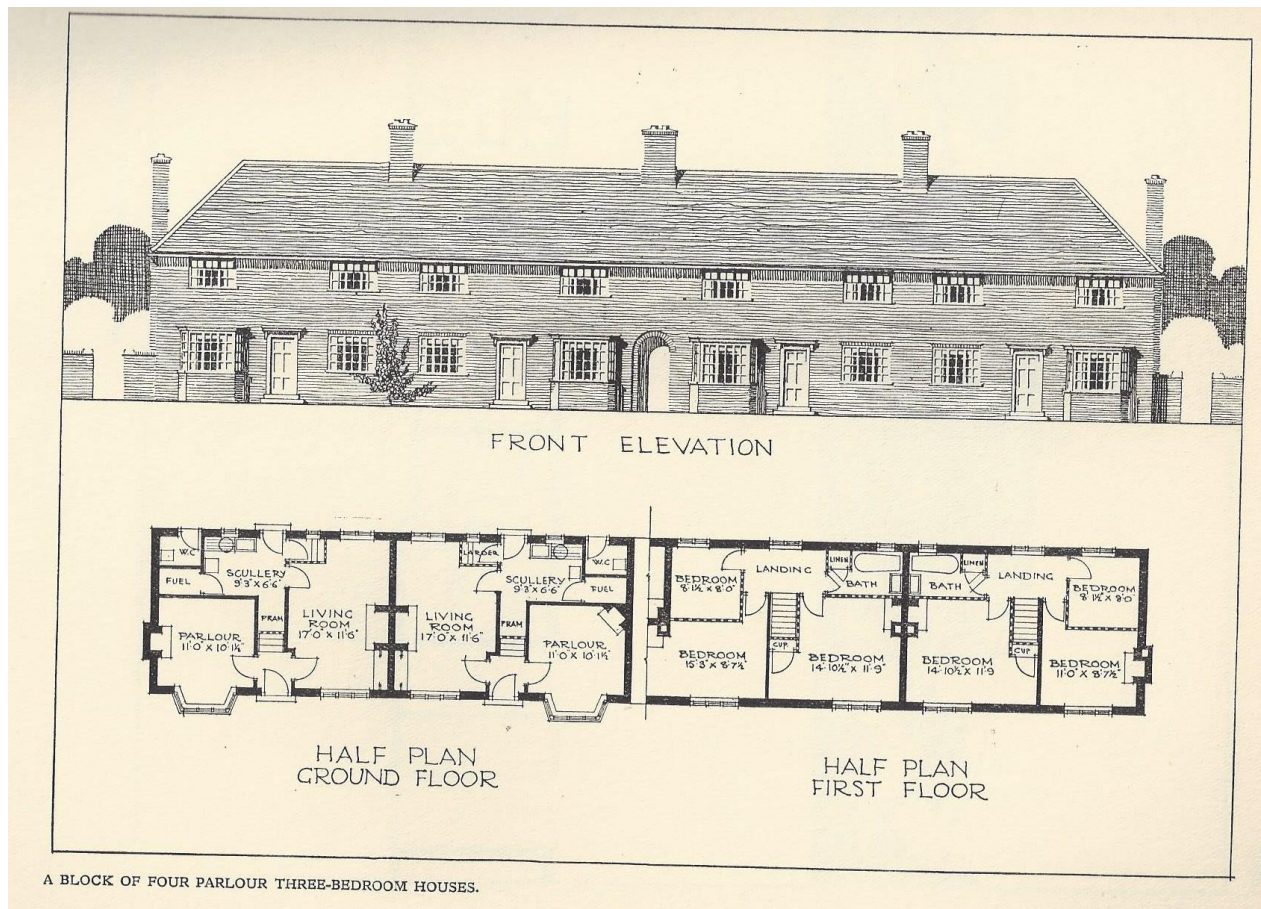 FRONT ELEVATION
W.C
SCULLERY
9'3" X 6'6"
FUEL
PRAM
LIVING
ROOM
17'0" X 11'6"
PARLOUR
11'0" X 10'1½"
LARDER
SCULLERY
9'3" X 6'6"
W.C
FUEL
LIVING
ROOM
17'0" X 11'6"
PRAM
PARLOUR
11'0" X 10'1½"
BEDROOM
8'1½" X 8'0"
LANDING
LINEN
BATH
CUP
BEDROOM
15'3" X 8'7½"
BEDROOM
14'10½" X 11'9"
BATH
LINEN
LANDING
BEDROOM
8'1½" X 8'0"
CUP
BEDROOM
14'10½" X 11'9
BEDROOM
11'0" X 8'7½"
HALF PLAN
GROUND FLOOR
HALF PLAN
FIRST FLOOR
A BLOCK OF FOUR PARLOUR THREE-BEDROOM HOUSES.